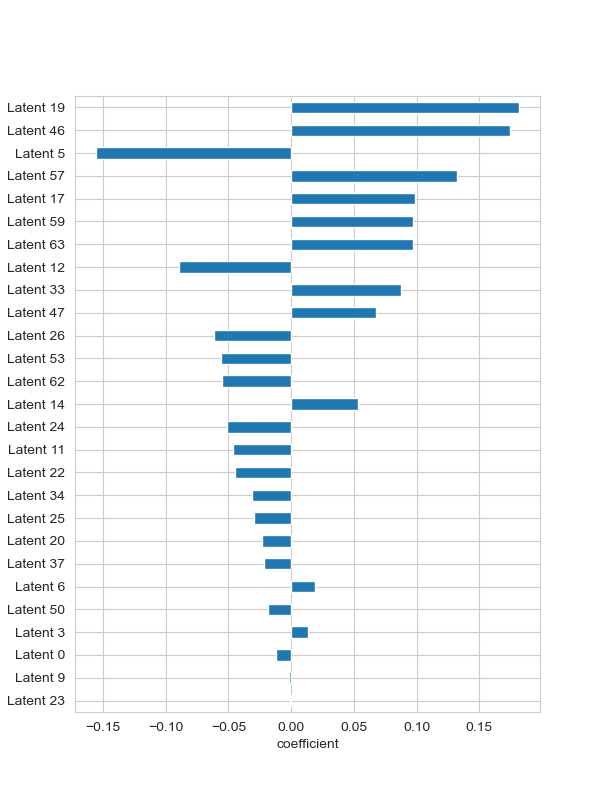 Latent 19
Latent 46
Latent 5
Latent 57
Latent 17
Latent 59
Latent 63
Latent 12
Latent 33
Latent 47
Latent 26
Latent 53
Latent 62
Latent 14
Latent 24
Latent 11
Latent 22
Latent 34
Latent 25
Latent 20
Latent 37
Latent 6
Latent 50
Latent 3
Latent 0
Latent 9
Latent 23
−0.15 −0.10 −0.05 0.00 0.05 0.10 0.15
coefficient